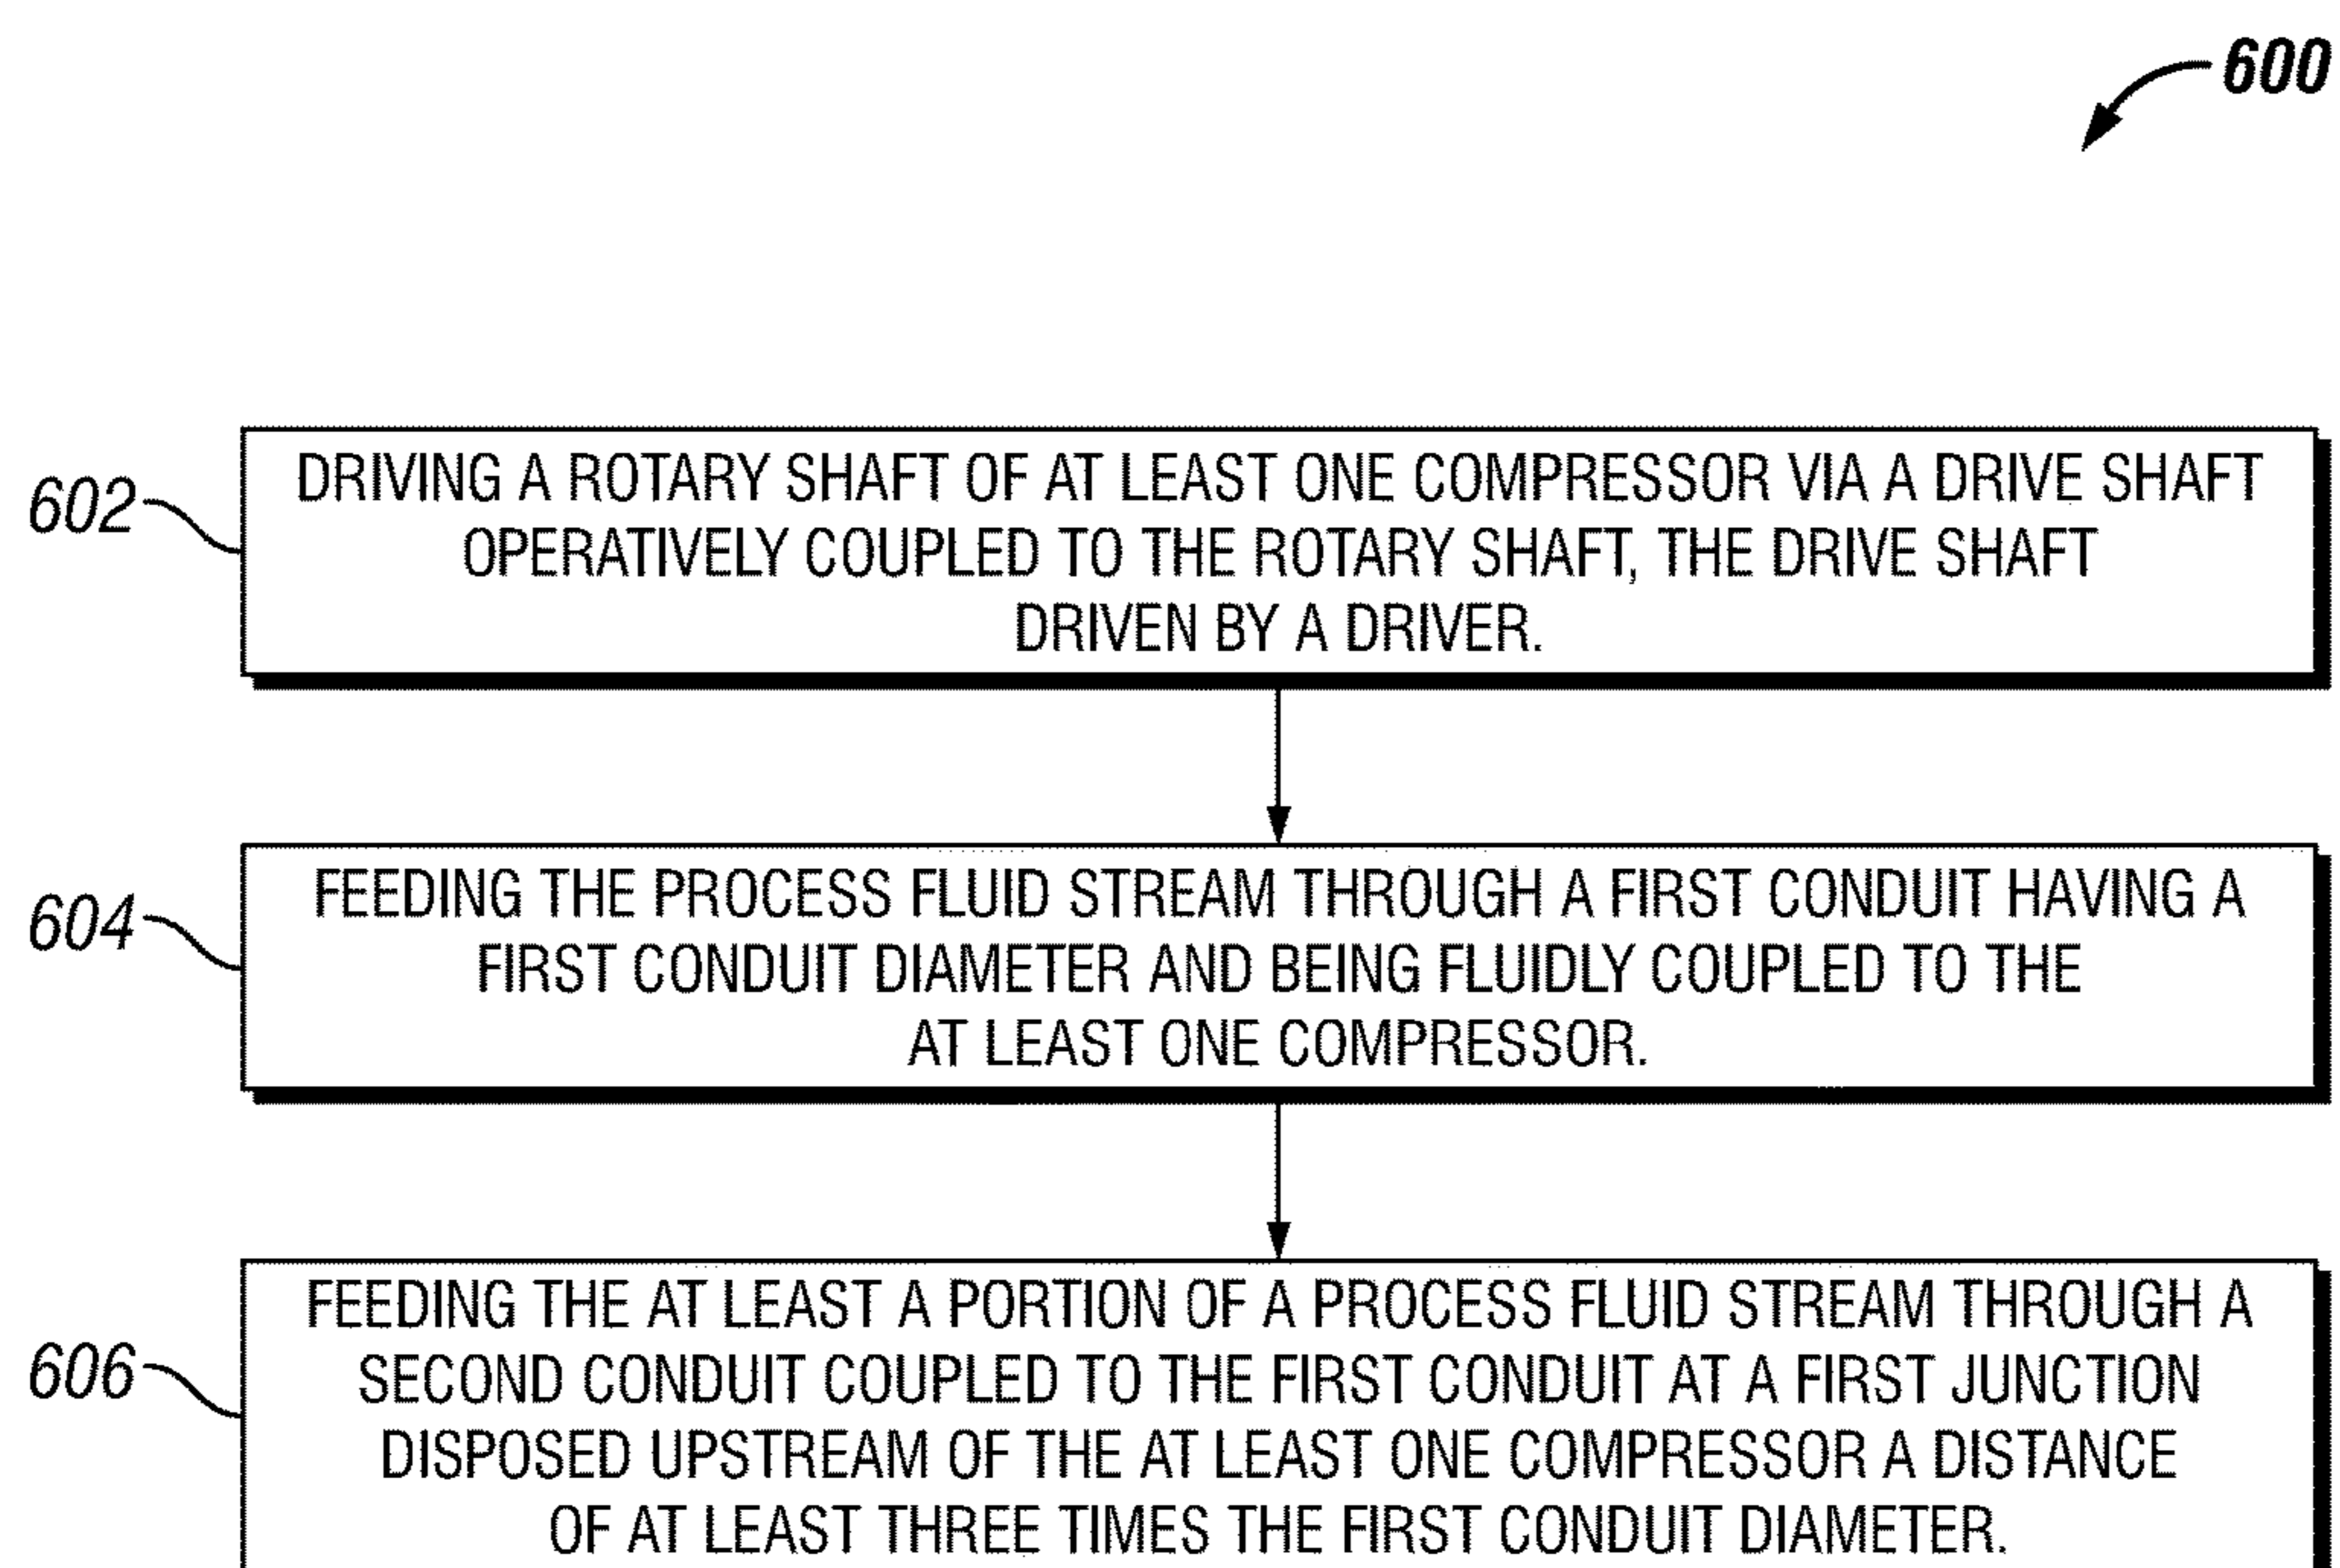 600
602
DRIVING A ROTARY SHAFT OF AT LEAST ONE COMPRESSOR VIA A DRIVE SHAFT
OPERATIVELY COUPLED TO THE ROTARY SHAFT, THE DRIVE SHAFT
DRIVEN BY A DRIVER.
604
FEEDING THE PROCESS FLUID STREAM THROUGH A FIRST CONDUIT HAVING A
FIRST CONDUIT DIAMETER AND BEING FLUIDLY COUPLED TO THE
AT LEAST ONE COMPRESSOR.
606
FEEDING THE AT LEAST A PORTION OF A PROCESS FLUID STREAM THROUGH A
SECOND CONDUIT COUPLED TO THE FIRST CONDUIT AT A FIRST JUNCTION
DISPOSED UPSTREAM OF THE AT LEAST ONE COMPRESSOR A DISTANCE
OF AT LEAST THREE TIMES THE FIRST CONDUIT DIAMETER.